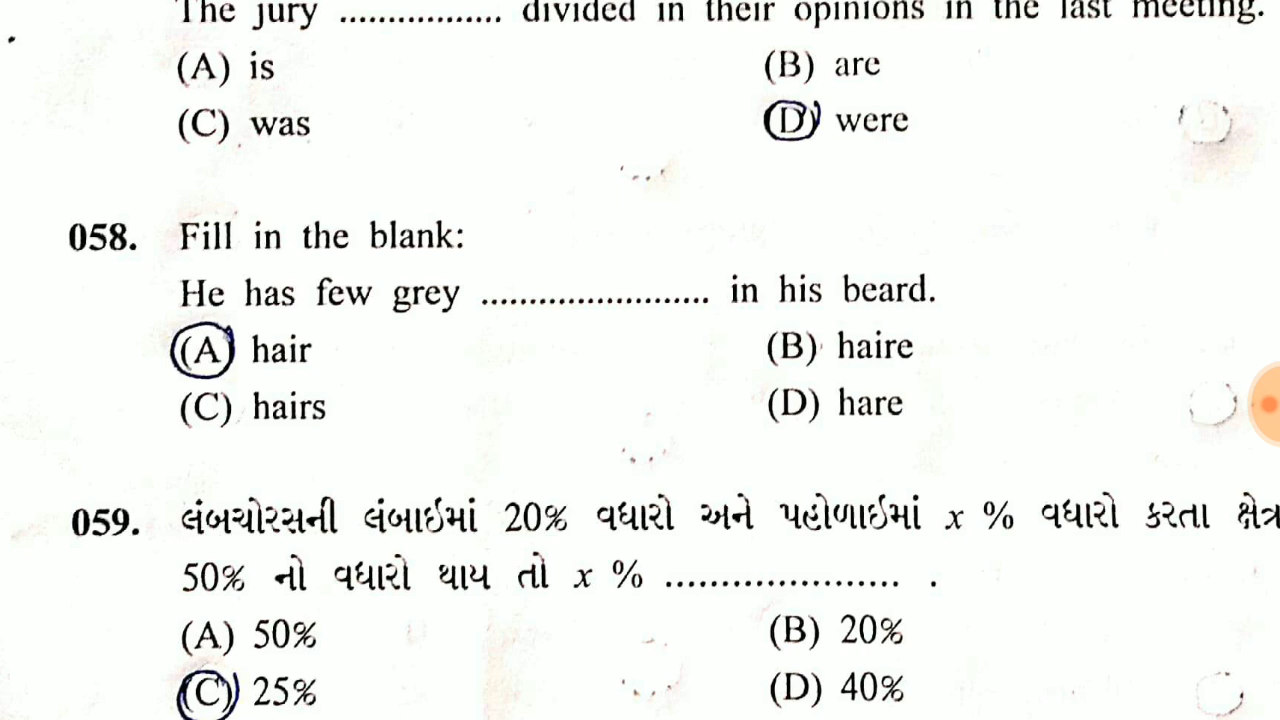 The jury ................. divided in their opinions in the last meeting.
(A) is (B) are
(C) was (D) were
058. Fill in the blank:
He has few grey ........................ in his beard.
(A) hair (B) haire
(C) hairs (D) hare
059. લંબચોરસની લંબાઇમાં 20% વધારો અને પહોળાઇમાં x % વધારો કરતા ક્ષેત્ર
50% નો વધારો થાય તો x % ..................... .
(A) 50% (B) 20%
(C) 25% (D) 40%